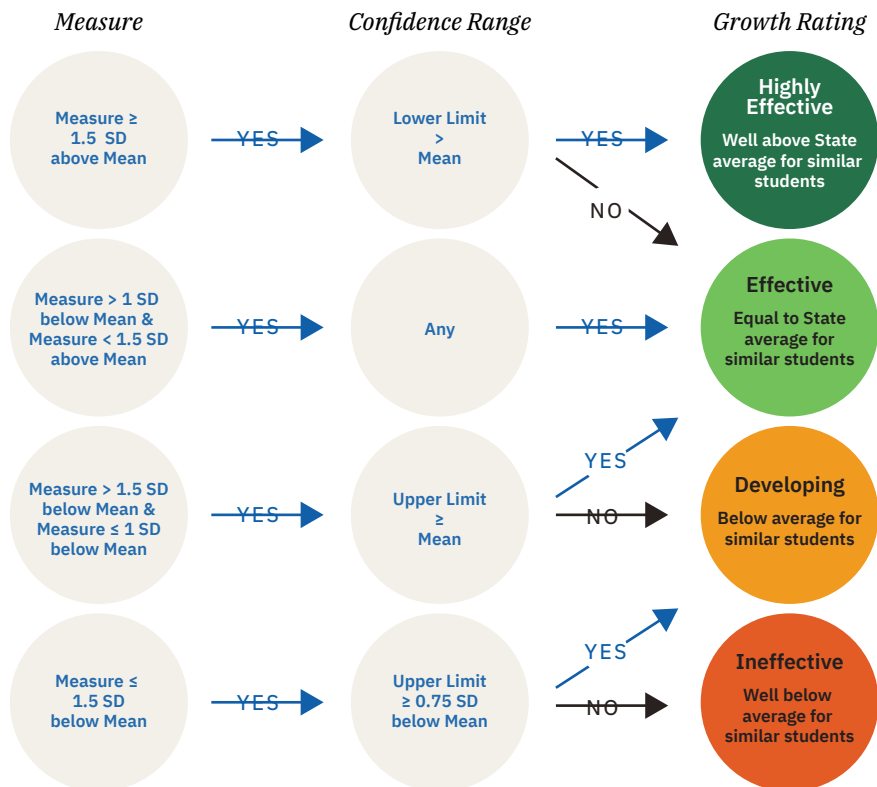 Measure
Confidence Range
Growth Rating
Measure ≥
1.5 SD
above Mean
YES
Lower Limit
>
Mean
YES
NO
Highly
Effective
Well above State
average for similar
students
Measure > 1 SD
below Mean &
Measure < 1.5 SD
above Mean
YES
Any
YES
Effective
Equal to State
average for
similar students
Measure > 1.5 SD
below Mean &
Measure ≤ 1 SD
below Mean
YES
Upper Limit
≥
Mean
YES
NO
Developing
Below average for
similar students
Measure ≤
1.5 SD
below Mean
YES
Upper Limit
≥ 0.75 SD
below Mean
YES
NO
Ineffective
Well below
average for
similar students